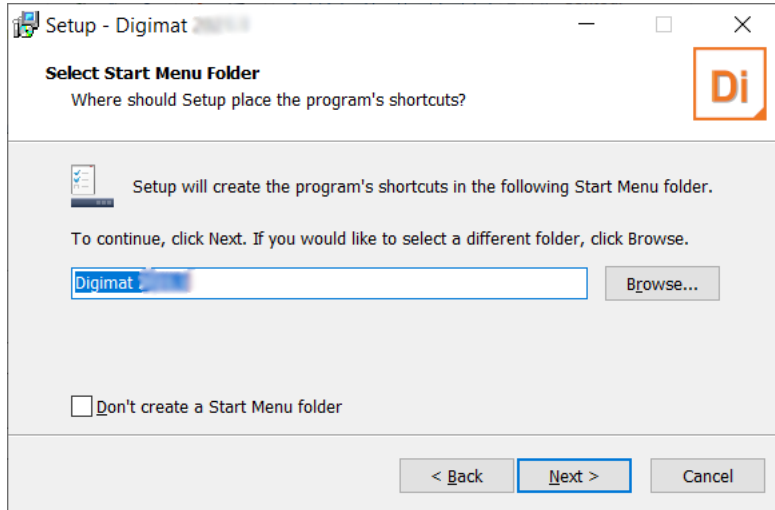 Setup - Digimat
Select Start Menu Folder
Where should Setup place the program's shortcuts?
Di
Setup will create the program's shortcuts in the following Start Menu folder.
To continue, click Next. If you would like to select a different folder, click Browse.
Digimat
Browse...
Don't create a Start Menu folder
< Back
Next >
Cancel